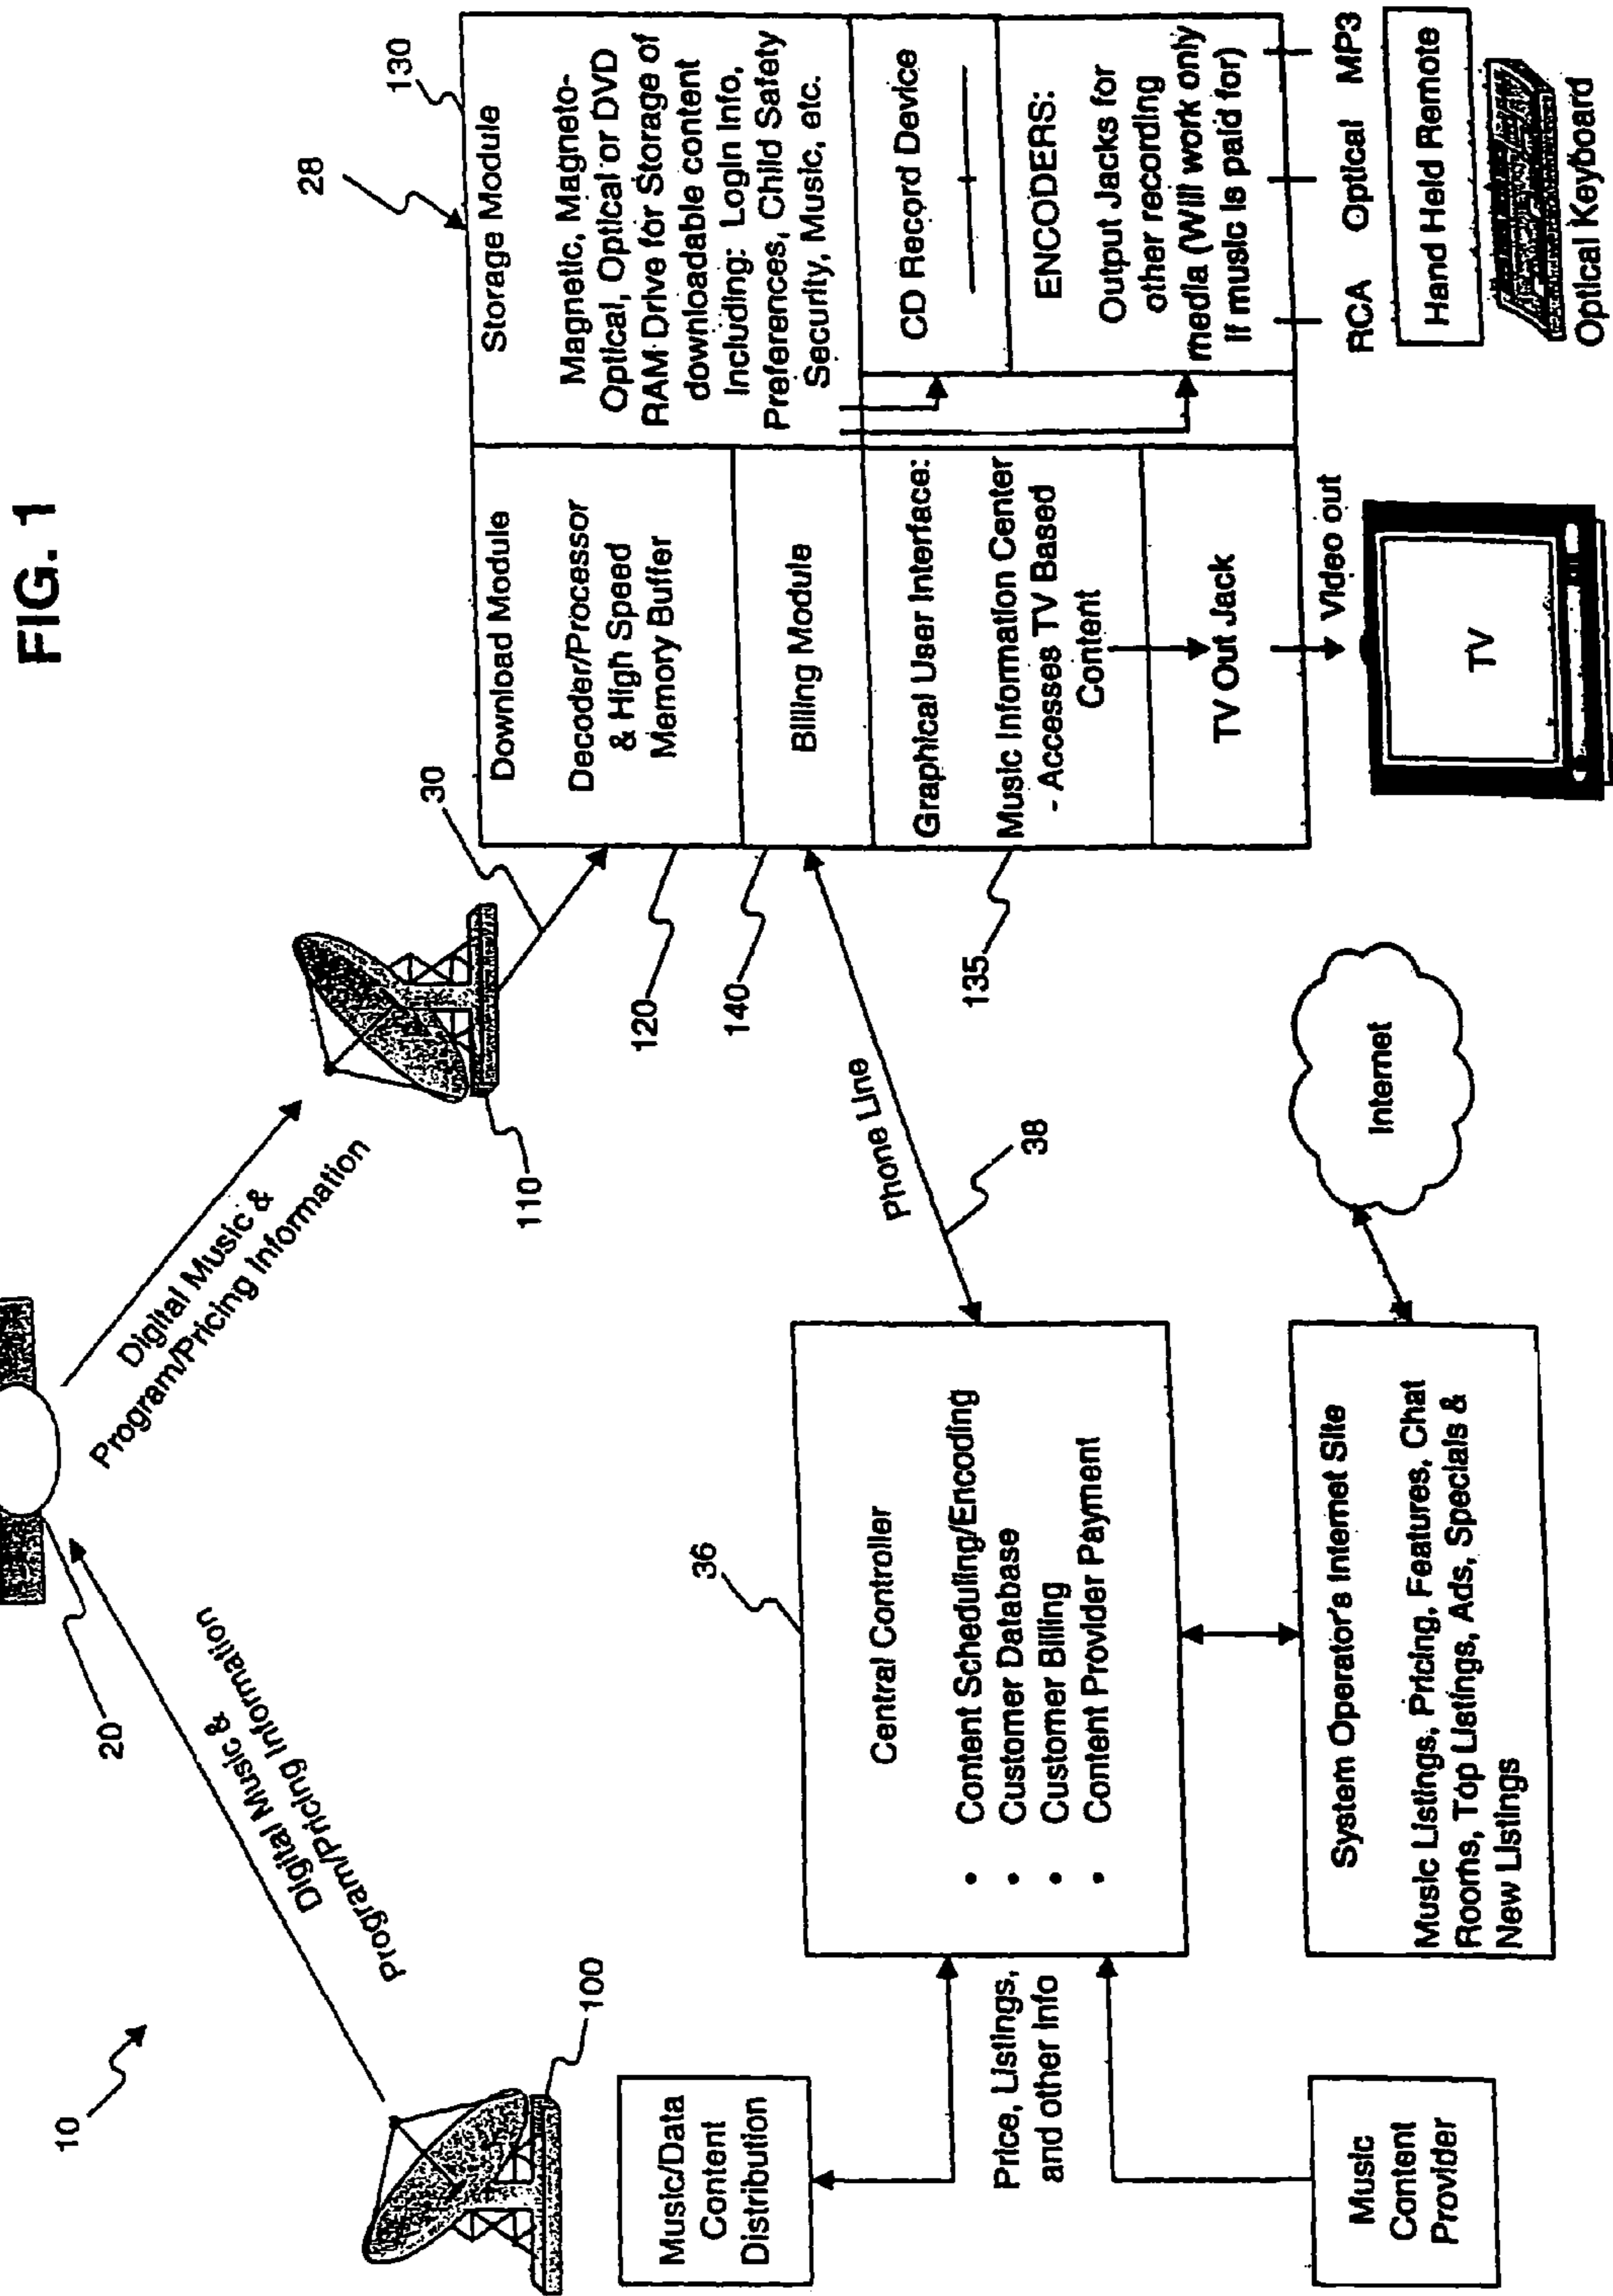 FIG. 1
10
20
Digital Music &
Program/Pricing Information
Digital Music &
Program/Pricing Information
100
110
30
28
130
Download Module
Decoder/Processor
& High Speed
Memory Buffer
120
Billing Module
140
Graphical User Interface:
Music Information Center
- Accesses TV Based
Content
135
TV Out Jack
Video out
TV
Storage Module
Magnetic, Magneto-
Optical, Optical or DVD
RAM Drive for Storage of
downloadable content
Including: Login Info,
Preferences, Child Safety
Security, Music, etc.
CD Record Device
ENCODERS:
Output Jacks for
other recording
media (Will work only
If music is paid for)
RCA Optical MP3
Hand Held Remote
Optical Keyboard
Phone Line
38
36
Central Controller
• Content Scheduling/Encoding
• Customer Database
• Customer Billing
• Content Provider Payment
Music/Data
Content
Distribution
Price, Listings,
and other Info
Music
Content
Provider
System Operator's Internet Site
Music Listings, Pricing, Features, Chat
Rooms, Top Listings, Ads, Specials &
New Listings
Internet